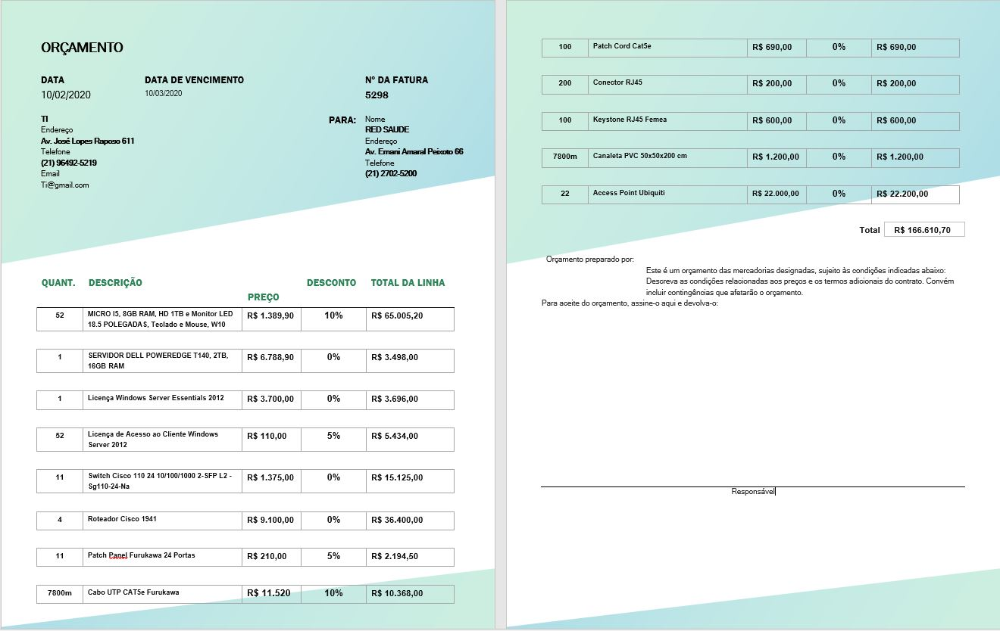 ORÇAMENTO
DATA DATA DE VENCIMENTO Nº DA FATURA
10/02/2020 10/03/2020 5298
TI
Endereço
Av. José Lopes Raposo 611
Telefone
(21) 96492-5219
Email
Ti@gmail.com
PARA: Nome
RED SAUDE
Endereço
Av. Ernani Amaral Peixoto 66
Telefone
(21) 2702-5200
QUANT. DESCRIÇÃO PREÇO DESCONTO TOTAL DA LINHA
52 MICRO I5, 8GB RAM, HD 1TB e Monitor LED R$ 1.389,90 10% R$ 65.005,20
18.5 POLEGADAS, Teclado e Mouse, W10
1 SERVIDOR DELL POWEREDGE T140, 2TB, R$ 6.788,90 0% R$ 3.498,00
16GB RAM
1 Licença Windows Server Essentials 2012 R$ 3.700,00 0% R$ 3.696,00
52 Licença de Acesso ao Cliente Windows R$ 110,00 5% R$ 5.434,00
Server 2012
11 Switch Cisco 110 24 10/100/1000 2-SFP L2 - R$ 1.375,00 0% R$ 15.125,00
Sg110-24-Na
4 Roteador Cisco 1941 R$ 9.100,00 0% R$ 36.400,00
11 Patch Panel Furukawa 24 Portas R$ 210,00 5% R$ 2.194,50
7800m Cabo UTP CAT5e Furukawa R$ 11.520 10% R$ 10.368,00
100 Patch Cord Cat5e R$ 690,00 0% R$ 690,00
200 Conector RJ45 R$ 200,00 0% R$ 200,00
100 Keystone RJ45 Femea R$ 600,00 0% R$ 600,00
7800m Canaleta PVC 50x50x200 cm R$ 1.200,00 0% R$ 1.200,00
22 Access Point Ubiquiti R$ 22.000,00 0% R$ 22.200,00
Total R$ 166.610,70
Orçamento preparado por:
Este é um orçamento das mercadorias designadas, sujeito às condições indicadas abaixo:
Descreva as condições relacionadas aos preços e os termos adicionais do contrato. Convém
incluir contingências que afetarão o orçamento.
Para aceite do orçamento, assine-o aqui e devolva-o:
Responsável